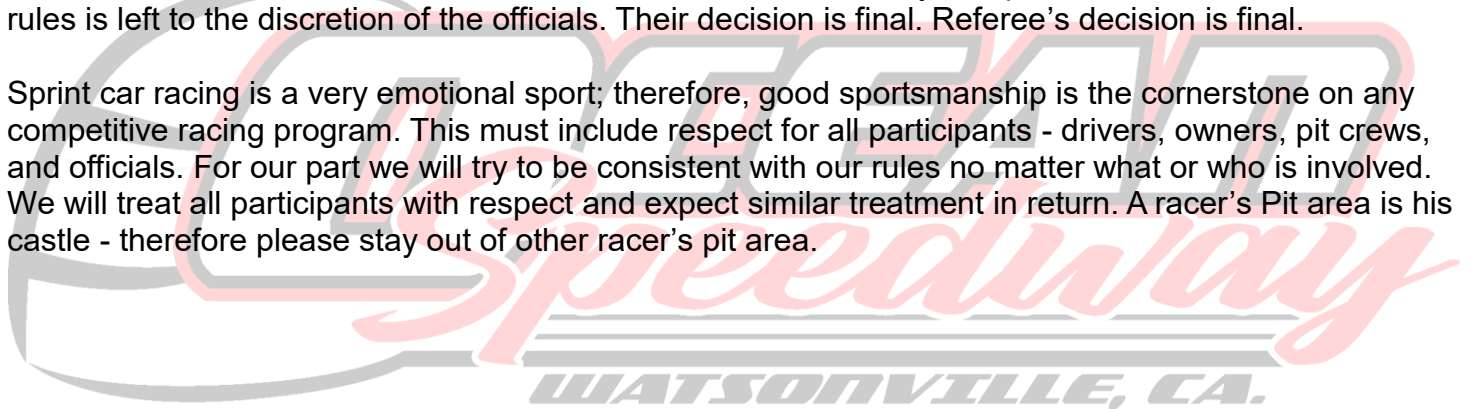 rules is left to the discretion of the officials. Their decision is final. Referee’s decision is final.
Sprint car racing is a very emotional sport; therefore, good sportsmanship is the cornerstone on any
competitive racing program. This must include respect for all participants - drivers, owners, pit crews,
and officials. For our part we will try to be consistent with our rules no matter what or who is involved.
We will treat all participants with respect and expect similar treatment in return. A racer’s Pit area is his
castle - therefore please stay out of other racer’s pit area.
OCEAN
Speedway
WATSONVILLE, CA.